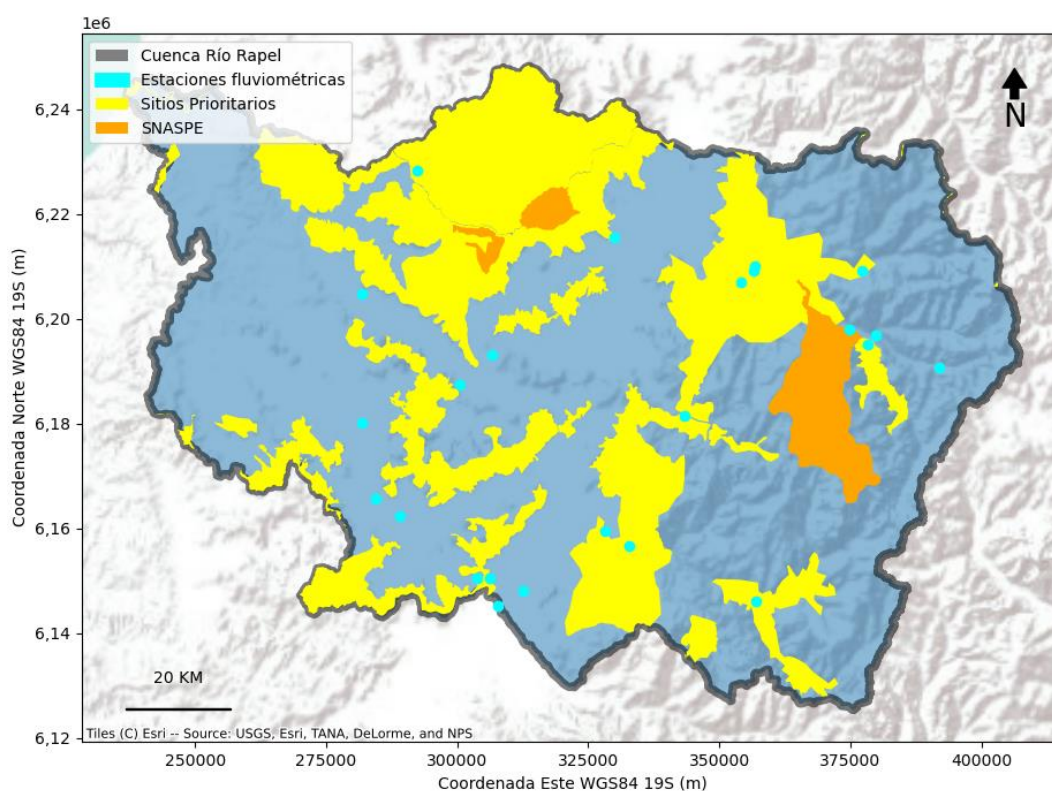 1e6
Cuenca Río Rapel
Estaciones fluviométricas
Sitios Prioritarios
SNASPE
N
6,24
6,22
6,20
6,18
6,16
6,14
6,12
Coordenada Norte WGS84 19S (m)
20 KM
Tiles (C) Esri -- Source: USGS, Esri, TANA, DeLorme, and NPS
250000 275000 300000 325000 350000 375000 400000
Coordenada Este WGS84 19S (m)